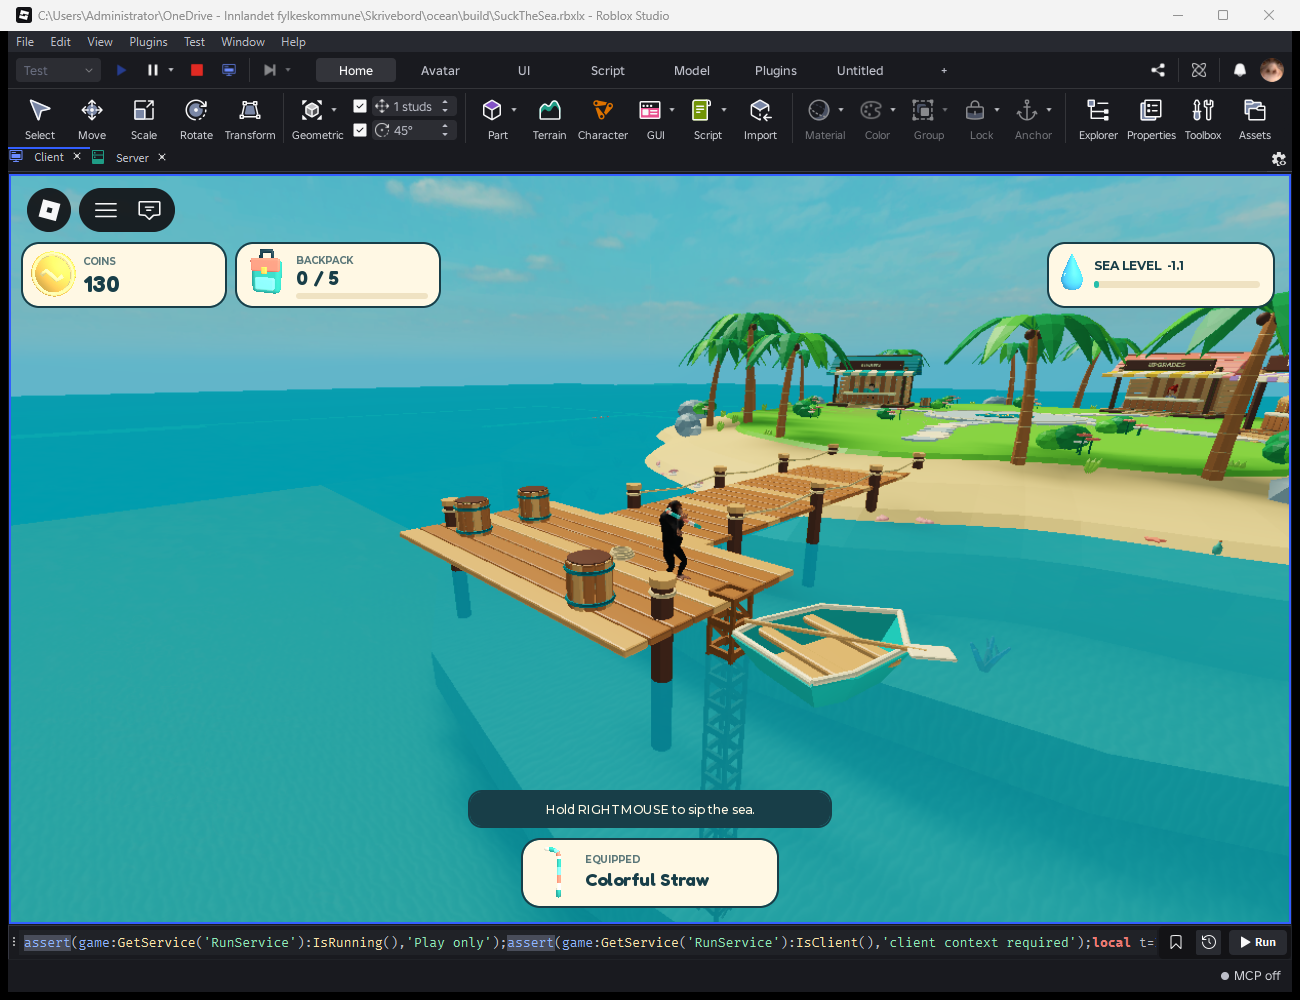 C:\Users\Administrator\OneDrive - Innlandet fylkeskommune\Skrivebord\ocean\build\SuckTheSea.rbxlx - Roblox Studio
File Edit View Plugins Test Window Help
Test Home Avatar UI Script Model Plugins Untitled +
1 studs
45°
Select Move Scale Rotate Transform Geometric Part Terrain Character GUI Script Import Material Color Group Lock Anchor Explorer Properties Toolbox Assets
Client Server
COINS
130
BACKPACK
0 / 5
SEA LEVEL -1.1
UPGRADES
Hold RIGHT MOUSE to sip the sea.
EQUIPPED
Colorful Straw
assert(game:GetService('RunService'):IsRunning(),'Play only');assert(game:GetService('RunService'):IsClient(),'client context required');local t=
Run
MCP off